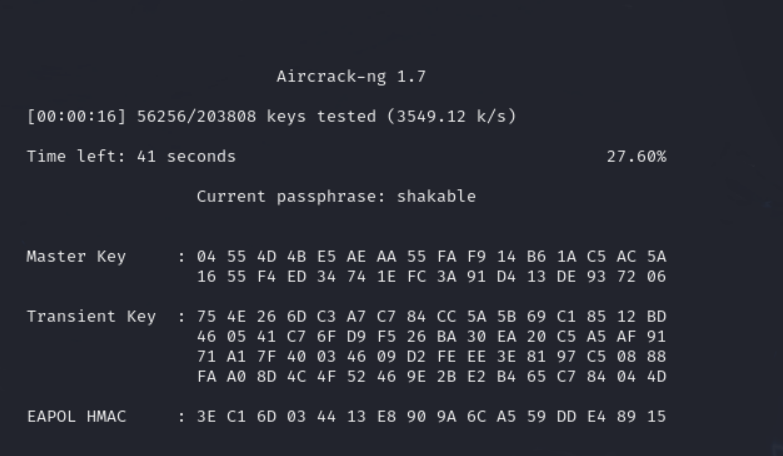 Aircrack-ng 1.7
[00:00:16] 56256/203808 keys tested (3549.12 k/s)
Time left: 41 seconds 27.60%
Current passphrase: shakable
Master Key : 04 55 4D 4B E5 AE AA 55 FA F9 14 B6 1A C5 AC 5A
16 55 F4 ED 34 74 1E FC 3A 91 D4 13 DE 93 72 06
Transient Key : 75 4E 26 6D C3 A7 C7 84 CC 5A 5B 69 C1 85 12 BD
46 05 41 C7 6F D9 F5 26 BA 30 EA 20 C5 A5 AF 91
71 A1 7F 40 03 46 09 D2 FE EE 3E 81 97 C5 08 88
FA A0 8D 4C 4F 52 46 9E 2B E2 B4 65 C7 84 04 4D
EAPOL HMAC : 3E C1 6D 03 44 13 E8 90 9A 6C A5 59 DD E4 89 15